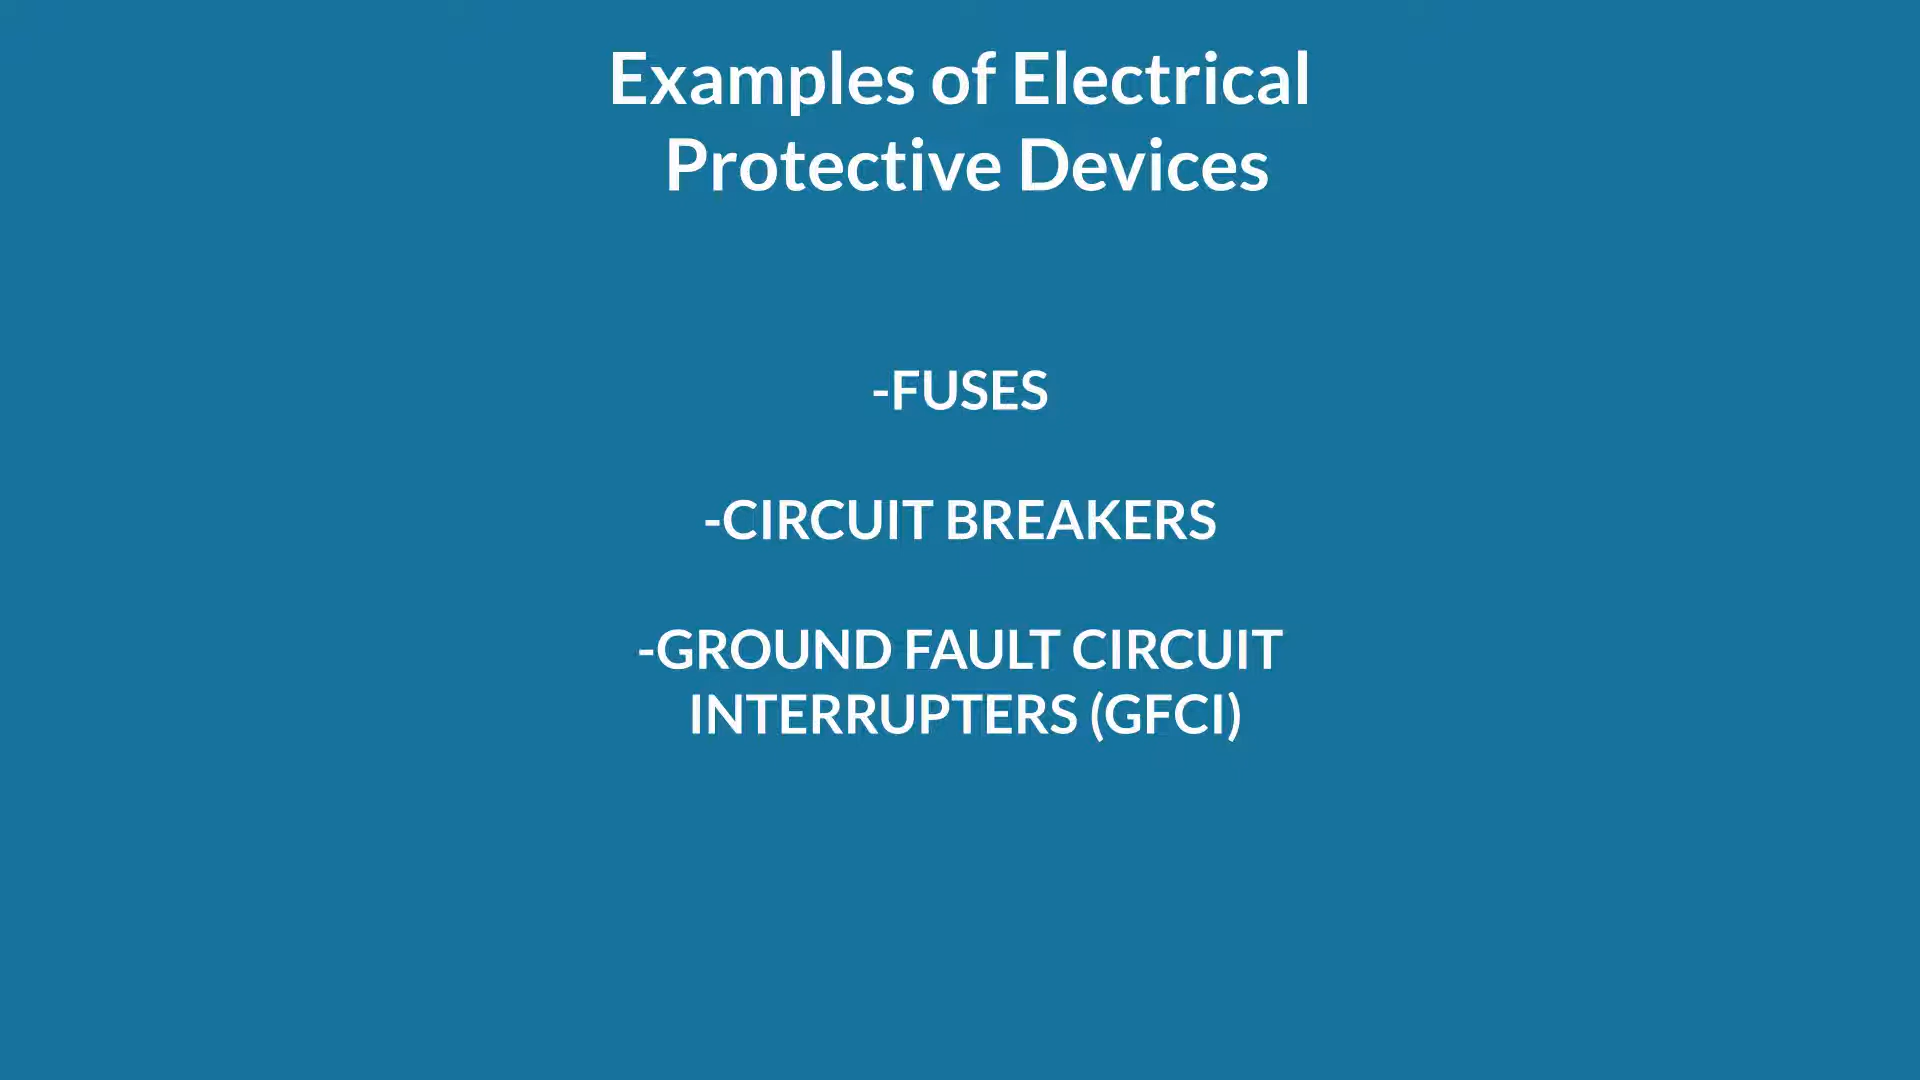 Examples of Electrical
Protective Devices
-FUSES
-CIRCUIT BREAKERS
-GROUND FAULT CIRCUIT
INTERRUPTERS (GFCI)